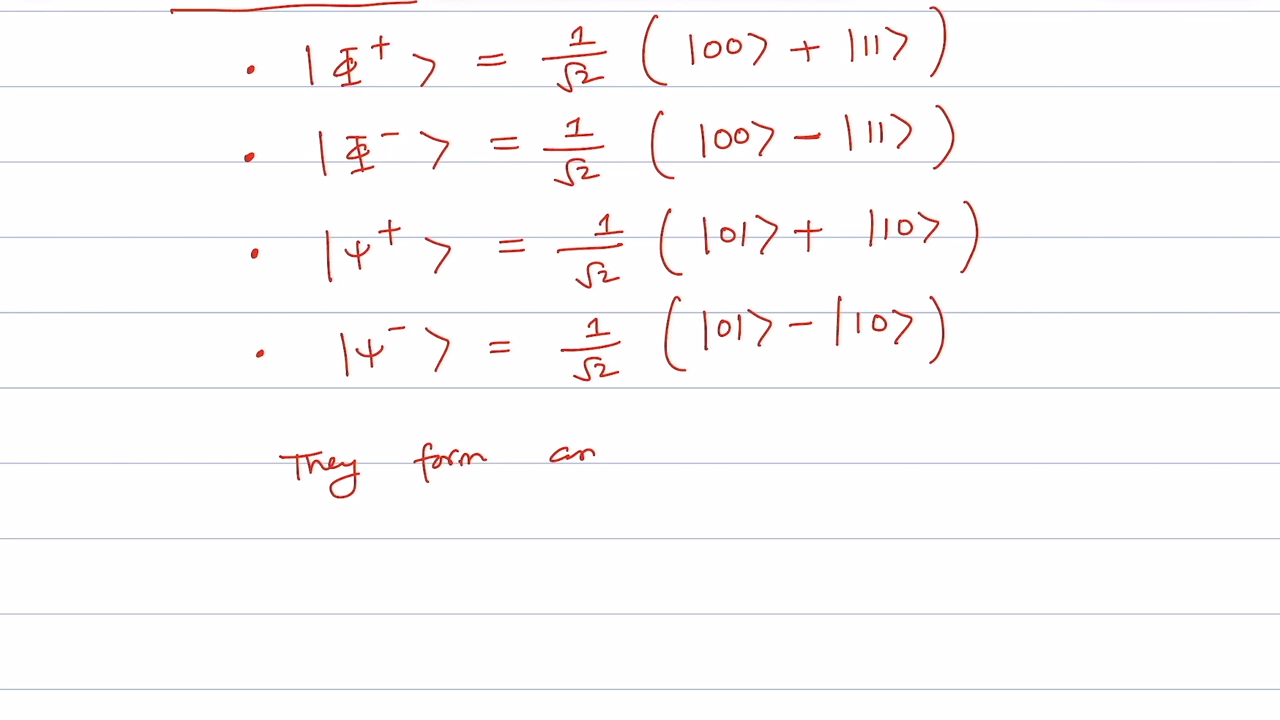 • |Φ⁺> = 1/√2 ( |00> + |11> )
• |Φ⁻> = 1/√2 ( |00> - |11> )
• |ψ⁺> = 1/√2 ( |01> + |10> )
• |ψ⁻> = 1/√2 ( |01> - |10> )
They form an